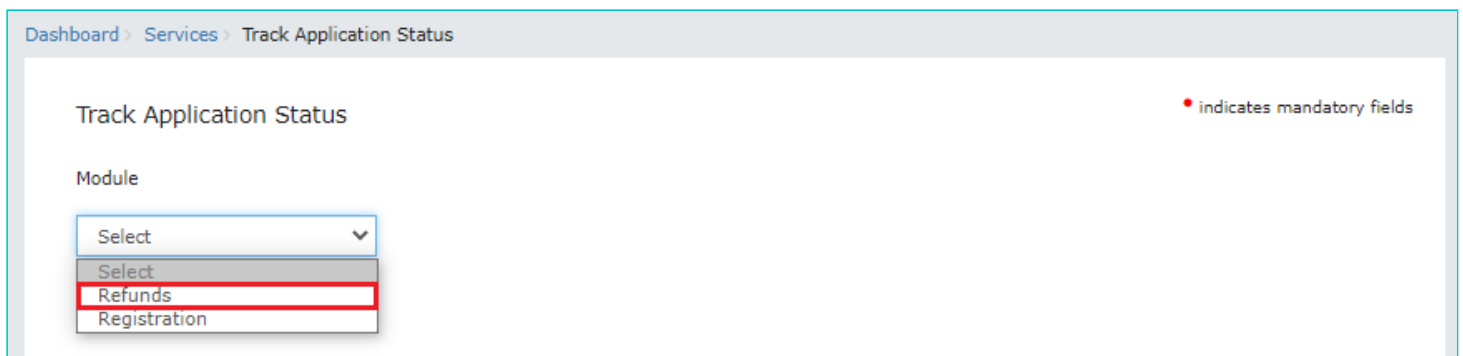 Dashboard › Services › Track Application Status
Track Application Status
• indicates mandatory fields
Module
Select
Select
Refunds
Registration